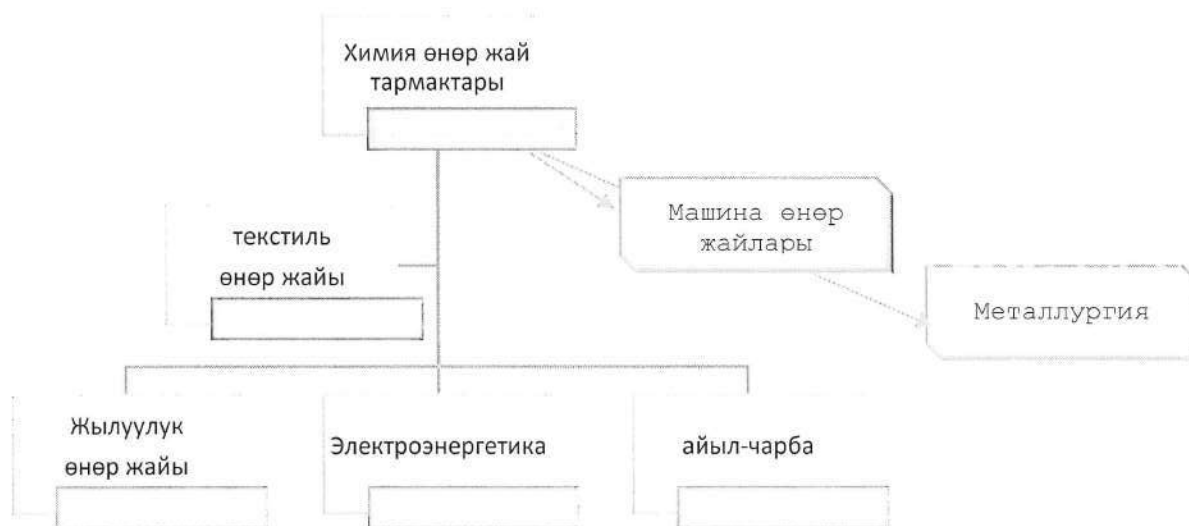 Химия өнөр жай
тармактары
Машина өнөр
жайлары
текстиль
өнөр жайы
Металлургия
Жылуулук
өнөр жайы
Электроэнергетика
айыл-чарба